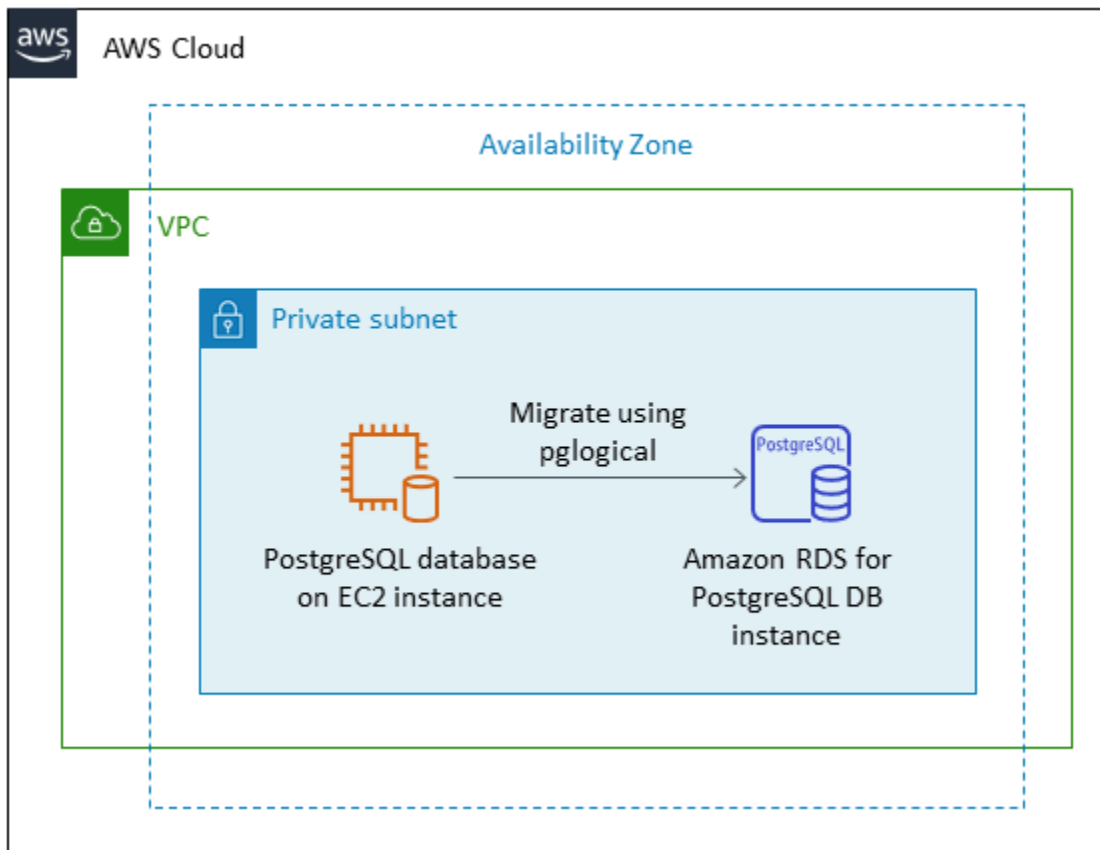 aws
AWS Cloud
Availability Zone
VPC
Private subnet
Migrate using
pglogical
PostgreSQL
PostgreSQL database
on EC2 instance
Amazon RDS for
PostgreSQL DB
instance